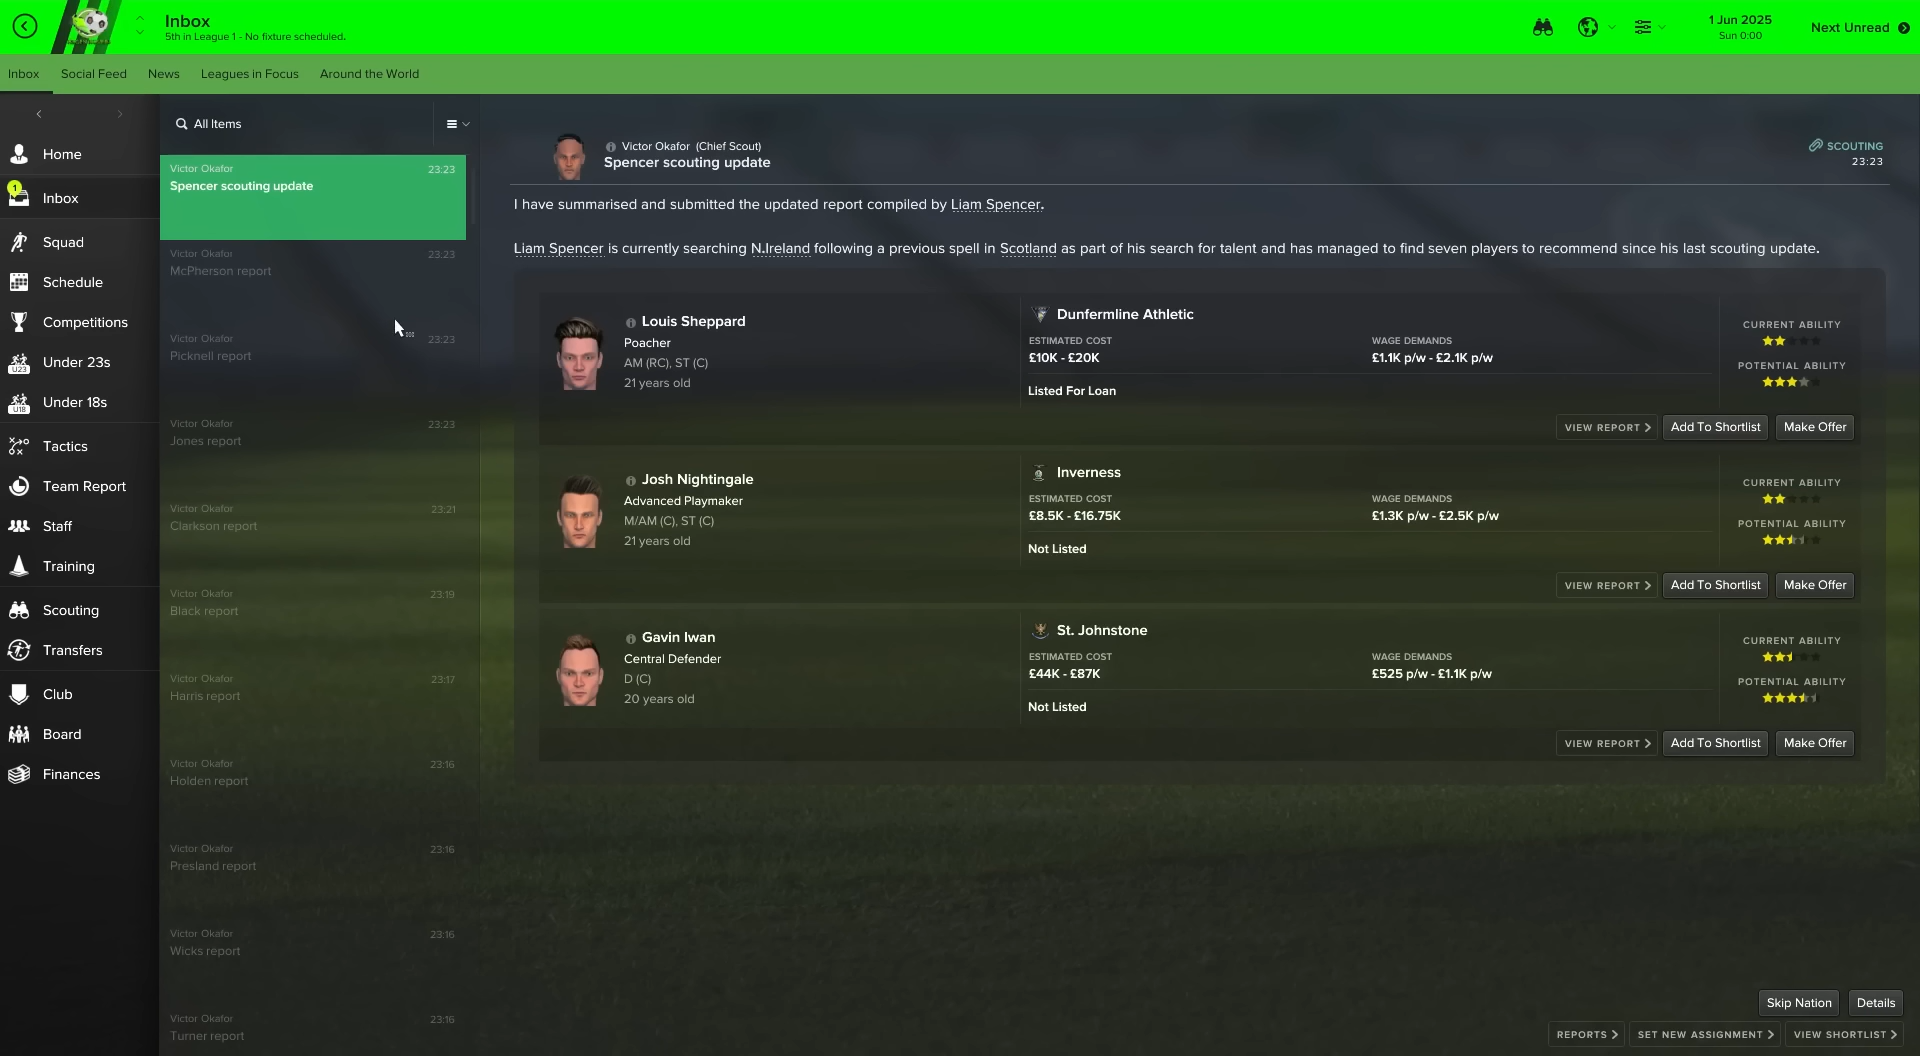 Inbox
5th in League 1 - No fixture scheduled.
1 Jun 2025
Sun 0:00
Next Unread
Inbox
Social Feed
News
Leagues in Focus
Around the World
Home
1
Inbox
Squad
Schedule
Competitions
U23
Under 23s
U18
Under 18s
Tactics
Team Report
Staff
Training
Scouting
Transfers
Club
Board
Finances
All Items
Victor Okafor 23:23
Spencer scouting update
Victor Okafor 23:23
McPherson report
Victor Okafor 23:23
Picknell report
Victor Okafor 23:23
Jones report
Victor Okafor 23:21
Clarkson report
Victor Okafor 23:19
Black report
Victor Okafor 23:17
Harris report
Victor Okafor 23:16
Holden report
Victor Okafor 23:16
Presland report
Victor Okafor 23:16
Wicks report
Victor Okafor 23:16
Turner report
Victor Okafor (Chief Scout)
Spencer scouting update
SCOUTING
23:23
I have summarised and submitted the updated report compiled by Liam Spencer.
Liam Spencer is currently searching N.Ireland following a previous spell in Scotland as part of his search for talent and has managed to find seven players to recommend since his last scouting update.
Louis Sheppard
Poacher
AM (RC), ST (C)
21 years old
Dunfermline Athletic
ESTIMATED COST WAGE DEMANDS
£10K - £20K £1.1K p/w - £2.1K p/w
Listed For Loan
CURRENT ABILITY
POTENTIAL ABILITY
VIEW REPORT Add To Shortlist Make Offer
Josh Nightingale
Advanced Playmaker
M/AM (C), ST (C)
21 years old
Inverness
ESTIMATED COST WAGE DEMANDS
£8.5K - £16.75K £1.3K p/w - £2.5K p/w
Not Listed
CURRENT ABILITY
POTENTIAL ABILITY
VIEW REPORT Add To Shortlist Make Offer
Gavin Iwan
Central Defender
D (C)
20 years old
St. Johnstone
ESTIMATED COST WAGE DEMANDS
£44K - £87K £525 p/w - £1.1K p/w
Not Listed
CURRENT ABILITY
POTENTIAL ABILITY
VIEW REPORT Add To Shortlist Make Offer
Skip Nation Details
REPORTS SET NEW ASSIGNMENT VIEW SHORTLIST